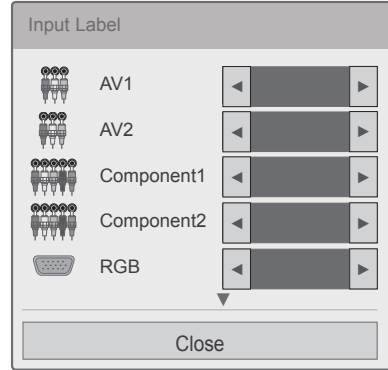 Input Label
AV1
AV2
Component1
Component2
RGB
Close